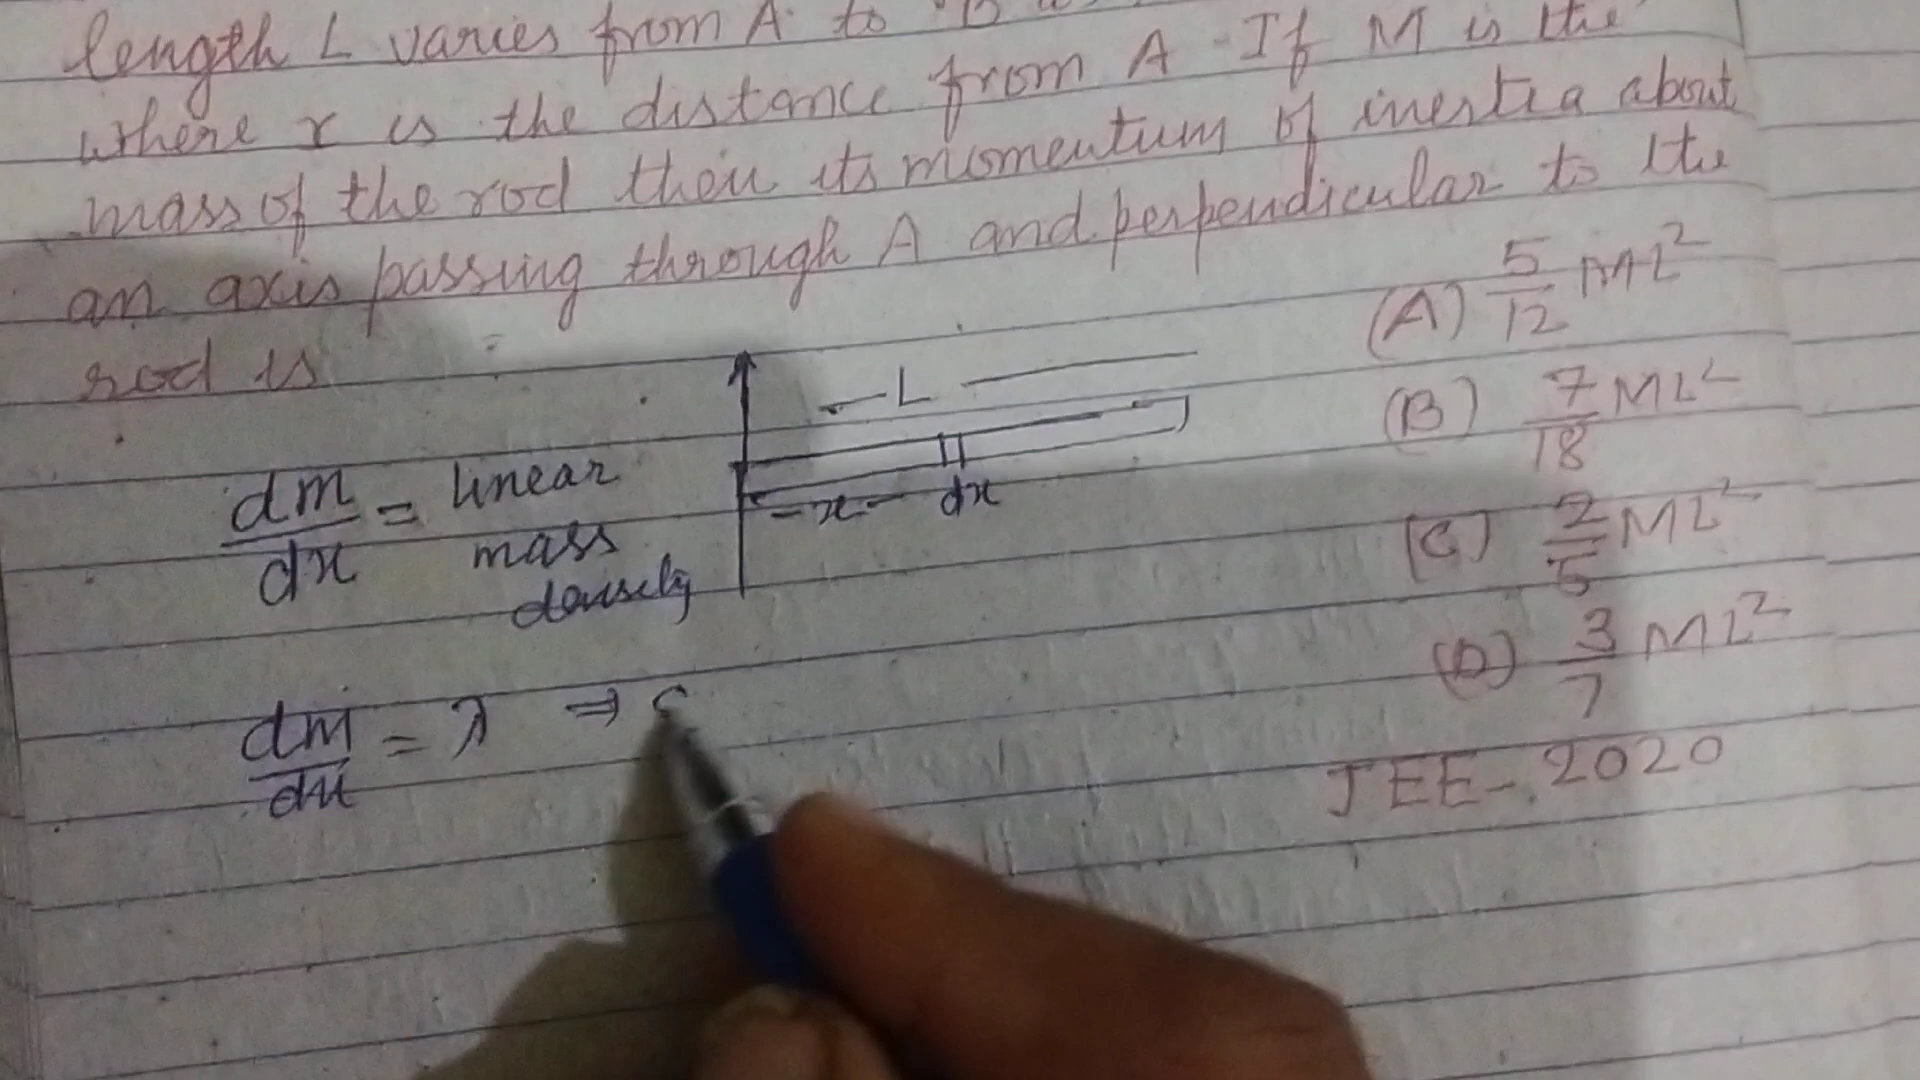 length L varies from A to B
where x is the distance from A . If M is the
mass of the rod then its momentum of inertia about
an axis passing through A and perpendicular to the
rod is
(A) 5/12 ML²
(B) 7/18 ML²
(C) 2/5 ML²
(D) 3/7 ML²
JEE - 2020
L
x dx
dm/dx = linear
mass
density
dm/dx = λ ⇒